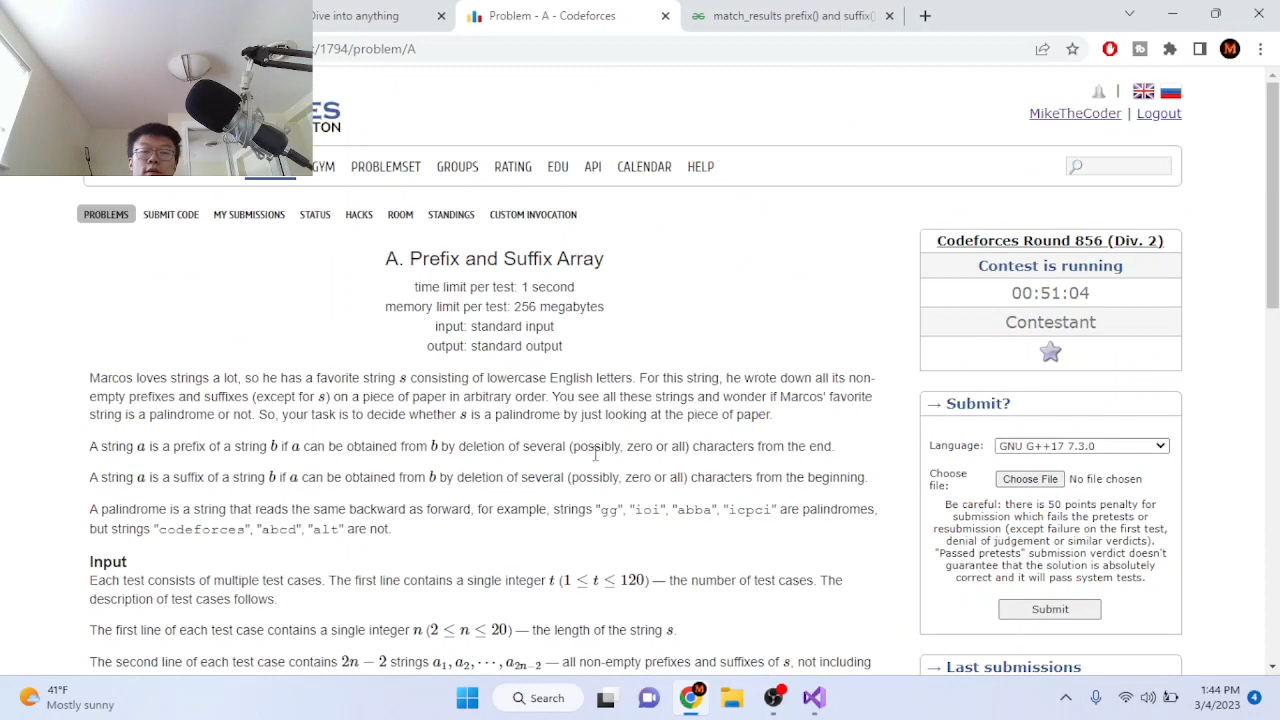 Dive into anything
Problem - A - Codeforces
match_results prefix() and suffix()
/1794/problem/A
M
ES
TON
MikeTheCoder | Logout
GYM PROBLEMSET GROUPS RATING EDU API CALENDAR HELP
PROBLEMS SUBMIT CODE MY SUBMISSIONS STATUS HACKS ROOM STANDINGS CUSTOM INVOCATION
A. Prefix and Suffix Array
time limit per test: 1 second
memory limit per test: 256 megabytes
input: standard input
output: standard output
Marcos loves strings a lot, so he has a favorite string s consisting of lowercase English letters. For this string, he wrote down all its non-
empty prefixes and suffixes (except for s) on a piece of paper in arbitrary order. You see all these strings and wonder if Marcos' favorite
string is a palindrome or not. So, your task is to decide whether s is a palindrome by just looking at the piece of paper.
A string a is a prefix of a string b if a can be obtained from b by deletion of several (possibly, zero or all) characters from the end.
A string a is a suffix of a string b if a can be obtained from b by deletion of several (possibly, zero or all) characters from the beginning.
A palindrome is a string that reads the same backward as forward, for example, strings "gg", "ioi", "abba", "icpci" are palindromes,
but strings "codeforces", "abcd", "alt" are not.
Input
Each test consists of multiple test cases. The first line contains a single integer t (1 ≤ t ≤ 120) — the number of test cases. The
description of test cases follows.
The first line of each test case contains a single integer n (2 ≤ n ≤ 20) — the length of the string s.
The second line of each test case contains 2n − 2 strings a1, a2, ⋯, a2n−2 — all non-empty prefixes and suffixes of s, not including
Codeforces Round 856 (Div. 2)
Contest is running
00:51:04
Contestant
→ Submit?
Language: GNU G++17 7.3.0
Choose
file: Choose File No file chosen
Be careful: there is 50 points penalty for
submission which fails the pretests or
resubmission (except failure on the first test,
denial of judgement or similar verdicts).
"Passed pretests" submission verdict doesn't
guarantee that the solution is absolutely
correct and it will pass system tests.
Submit
→ Last submissions
41°F
Mostly sunny
Search
M
1:44 PM
3/4/2023
4